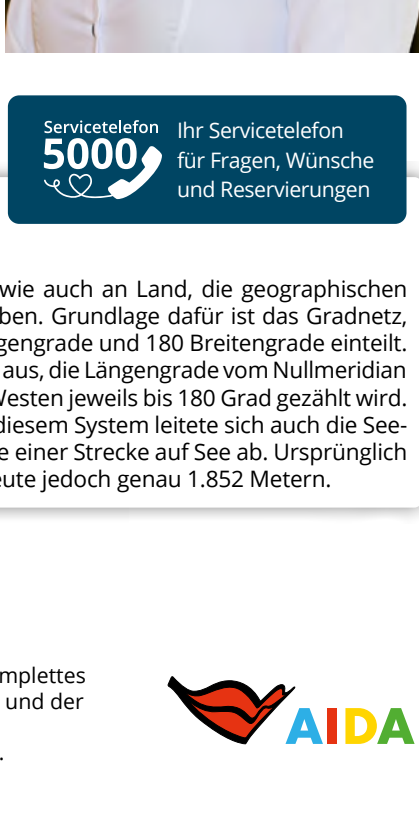 Servicetelefon
5000
Ihr Servicetelefon
für Fragen, Wünsche
und Reservierungen
wie auch an Land, die geographischen
ben. Grundlage dafür ist das Gradnetz,
gengrade und 180 Breitengrade einteilt.
aus, die Längengrade vom Nullmeridian
Westen jeweils bis 180 Grad gezählt wird.
diesem System leitete sich auch die See-
e einer Strecke auf See ab. Ursprünglich
eute jedoch genau 1.852 Metern.
mplettes
und der
.
AIDA